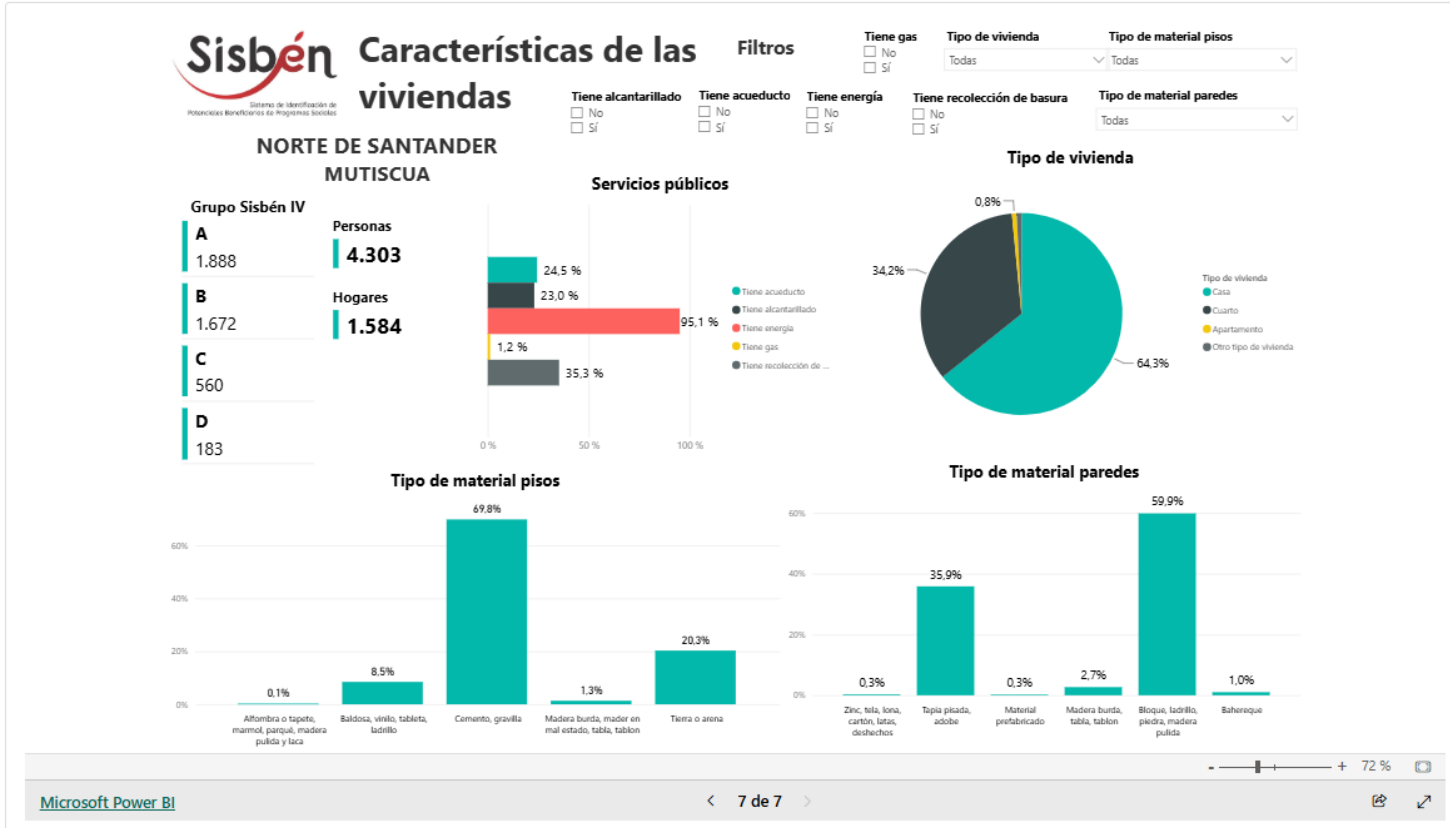 Sisbén
Sistema de Identificación de
Potenciales Beneficiarios de Programas Sociales
Características de las
viviendas
Filtros
Tiene gas
No
Sí
Tipo de vivienda
Todas
Tipo de material pisos
Todas
Tiene alcantarillado
No
Sí
Tiene acueducto
No
Sí
Tiene energía
No
Sí
Tiene recolección de basura
No
Sí
Tipo de material paredes
Todas
NORTE DE SANTANDER
MUTISCUA
Grupo Sisbén IV
A
1.888
B
1.672
C
560
D
183
Personas
4.303
Hogares
1.584
Servicios públicos
24,5 %
23,0 %
95,1 %
1,2 %
35,3 %
0 %
50 %
100 %
Tiene acueducto
Tiene alcantarillado
Tiene energía
Tiene gas
Tiene recolección de ...
Tipo de vivienda
0,8%
34,2%
64,3%
Tipo de vivienda
Casa
Cuarto
Apartamento
Otro tipo de vivienda
Tipo de material pisos
60%
40%
20%
0%
0,1%
8,5%
69,8%
1,3%
20,3%
Alfombra o tapete,
marmol, parqué, madera
pulida y laca
Baldosa, vinilo, tableta,
ladrillo
Cemento, gravilla
Madera burda, mader en
mal estado, tabla, tablon
Tierra o arena
Tipo de material paredes
60%
40%
20%
0%
0,3%
35,9%
0,3%
2,7%
59,9%
1,0%
Zinc, tela, lona,
cartón, latas,
deshechos
Tapia pisada,
adobe
Material
prefabricado
Madera burda,
tabla, tablon
Bloque, ladrillo,
piedra, madera
pulida
Bahereque
- + 72 %
Microsoft Power BI
< 7 de 7 >